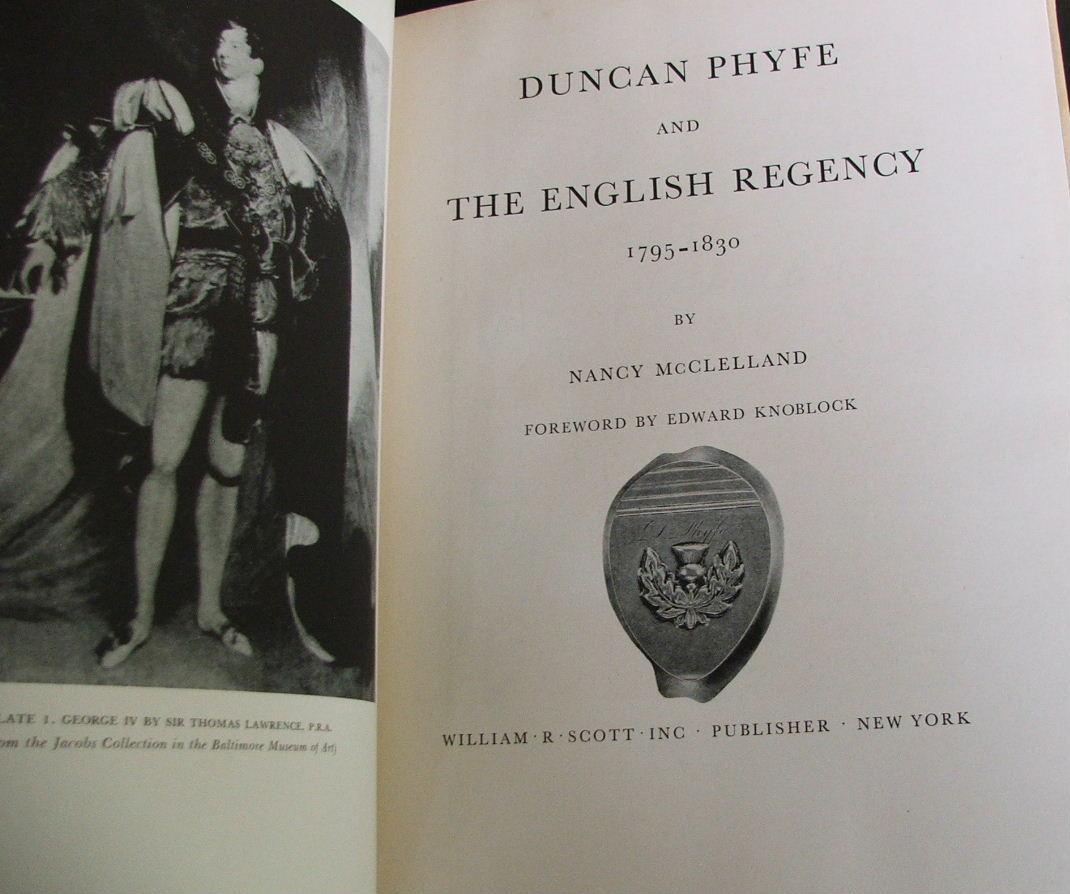 LATE 1. GEORGE IV BY SIR THOMAS LAWRENCE, P.R.A.
om the Jacobs Collection in the Baltimore Museum of Art)
DUNCAN PHYFE
AND
THE ENGLISH REGENCY
1795-1830
BY
NANCY McCLELLAND
FOREWORD BY EDWARD KNOBLOCK
Phyfe
WILLIAM · R · SCOTT · INC · PUBLISHER · NEW YORK